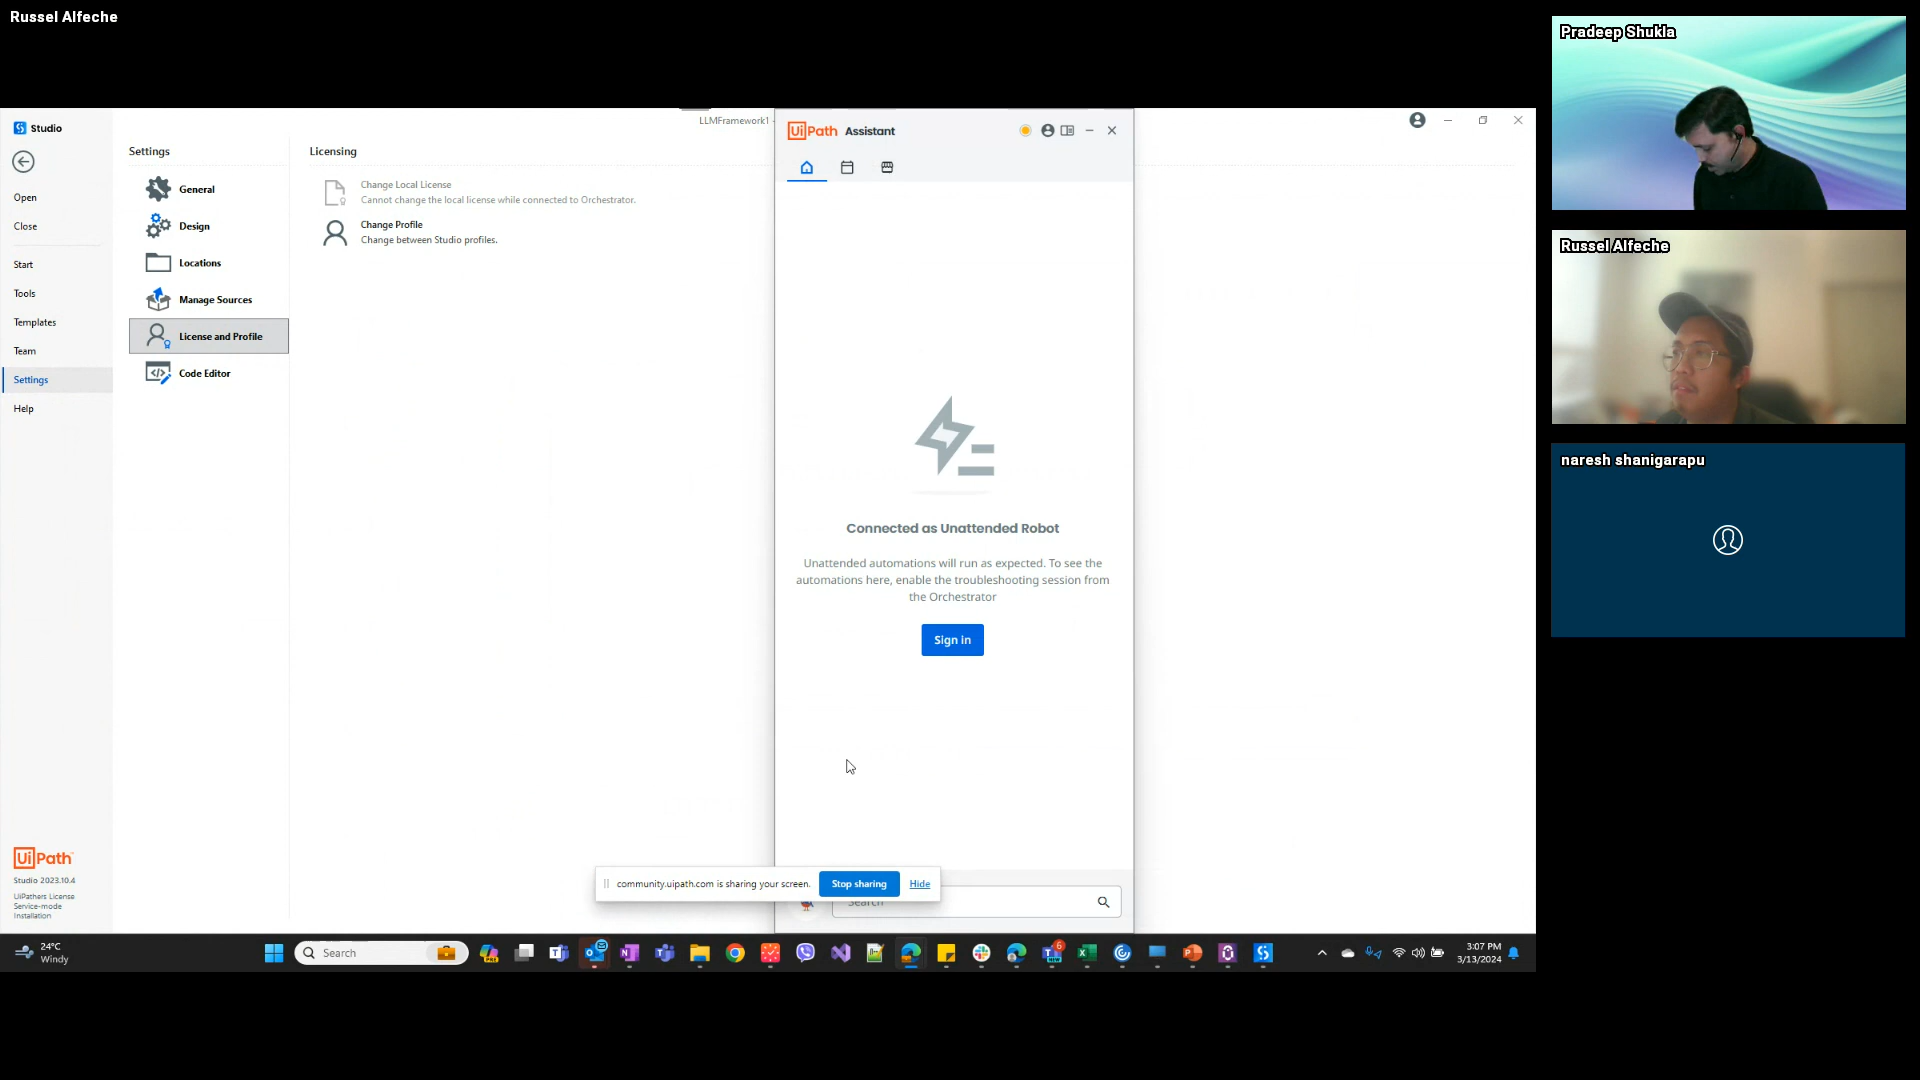 Russel Alfeche
Studio
Open
Close
Start
Tools
Templates
Team
Settings
Help
UiPath
Studio 2023.10.4
UiPathers License
Service-mode
Installation
Settings
General
Design
Locations
Manage Sources
License and Profile
Code Editor
Licensing
Change Local License
Cannot change the local license while connected to Orchestrator.
Change Profile
Change between Studio profiles.
LLMFramework1 -
UiPath Assistant
Connected as Unattended Robot
Unattended automations will run as expected. To see the
automations here, enable the troubleshooting session from
the Orchestrator
Sign in
community.uipath.com is sharing your screen.
Stop sharing
Hide
Search
24°C
Windy
Search
6
3:07 PM
3/13/2024
Pradeep Shukla
Russel Alfeche
naresh shanigarapu